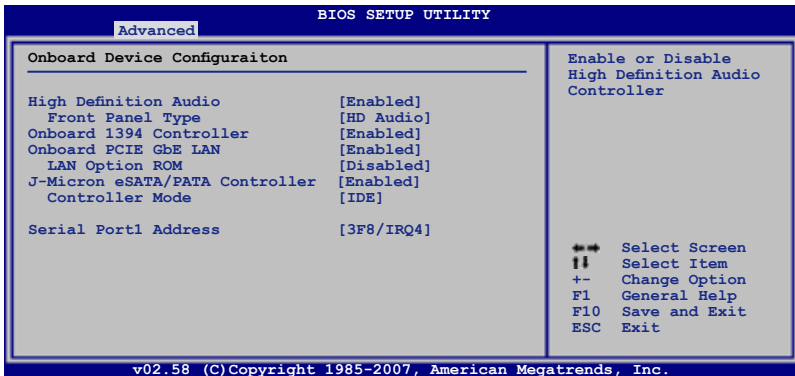 BIOS SETUP UTILITY
Advanced
Onboard Device Configuraiton
High Definition Audio [Enabled]
Front Panel Type [HD Audio]
Onboard 1394 Controller [Enabled]
Onboard PCIE GbE LAN [Enabled]
LAN Option ROM [Disabled]
J-Micron eSATA/PATA Controller [Enabled]
Controller Mode [IDE]
Serial Port1 Address [3F8/IRQ4]
Enable or Disable
High Definition Audio
Controller
←→ Select Screen
↑↓ Select Item
+- Change Option
F1 General Help
F10 Save and Exit
ESC Exit
v02.58 (C)Copyright 1985-2007, American Megatrends, Inc.